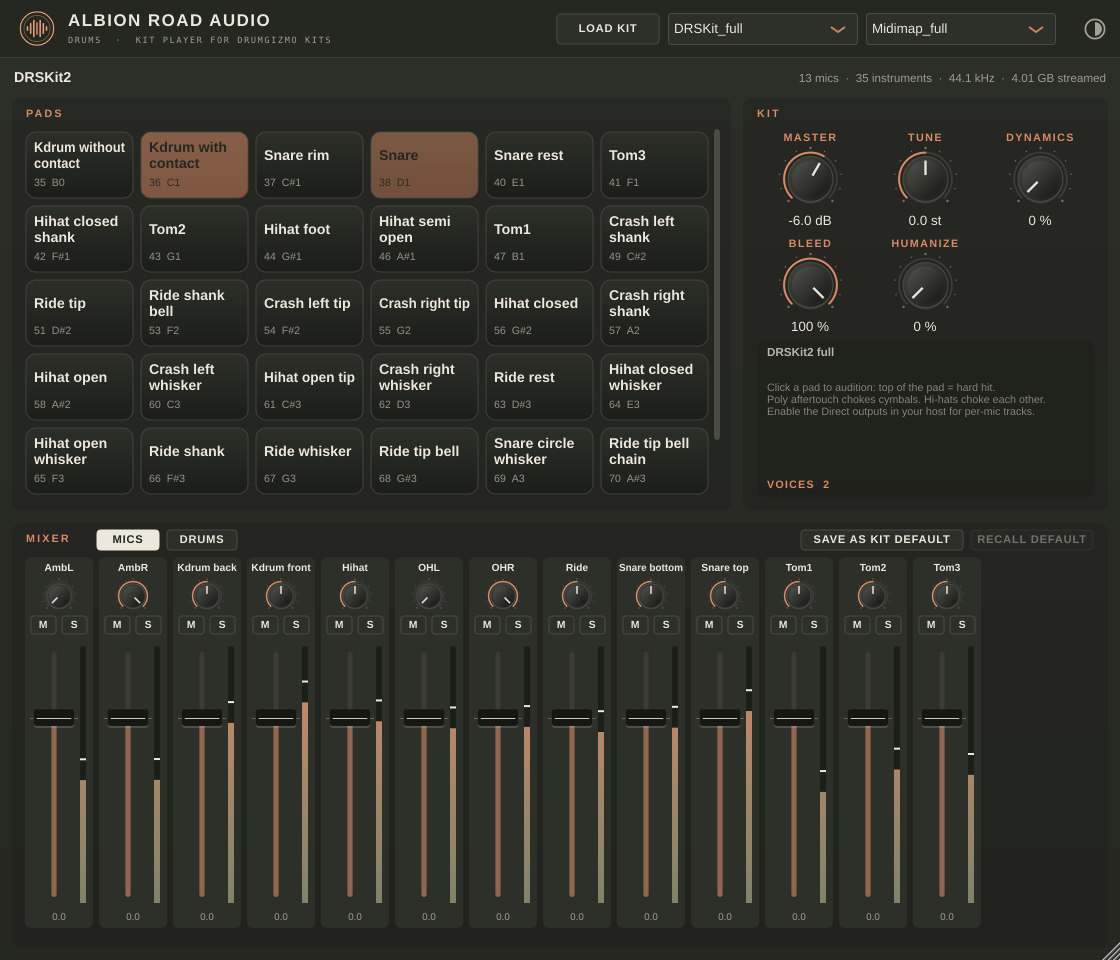 ALBION ROAD AUDIO
DRUMS · KIT PLAYER FOR DRUMGIZMO KITS
LOAD KIT
DRSKit_full
Midimap_full
DRSKit2
13 mics · 35 instruments · 44.1 kHz · 4.01 GB streamed
PADS
Kdrum without
contact
35 B0
Kdrum with
contact
36 C1
Snare rim
37 C#1
Snare
38 D1
Snare rest
40 E1
Tom3
41 F1
Hihat closed
shank
42 F#1
Tom2
43 G1
Hihat foot
44 G#1
Hihat semi
open
46 A#1
Tom1
47 B1
Crash left
shank
49 C#2
Ride tip
51 D#2
Ride shank
bell
53 F2
Crash left tip
54 F#2
Crash right tip
55 G2
Hihat closed
56 G#2
Crash right
shank
57 A2
Hihat open
58 A#2
Crash left
whisker
60 C3
Hihat open tip
61 C#3
Crash right
whisker
62 D3
Ride rest
63 D#3
Hihat closed
whisker
64 E3
Hihat open
whisker
65 F3
Ride shank
66 F#3
Ride whisker
67 G3
Ride tip bell
68 G#3
Snare circle
whisker
69 A3
Ride tip bell
chain
70 A#3
KIT
MASTER
TUNE
DYNAMICS
-6.0 dB
0.0 st
0 %
BLEED
HUMANIZE
100 %
0 %
DRSKit2 full
Click a pad to audition: top of the pad = hard hit.
Poly aftertouch chokes cymbals. Hi-hats choke each other.
Enable the Direct outputs in your host for per-mic tracks.
VOICES 2
MIXER
MICS
DRUMS
SAVE AS KIT DEFAULT
RECALL DEFAULT
AmbL
AmbR
Kdrum back
Kdrum front
Hihat
OHL
OHR
Ride
Snare bottom
Snare top
Tom1
Tom2
Tom3
M S
M S
M S
M S
M S
M S
M S
M S
M S
M S
M S
M S
M S
0.0
0.0
0.0
0.0
0.0
0.0
0.0
0.0
0.0
0.0
0.0
0.0
0.0